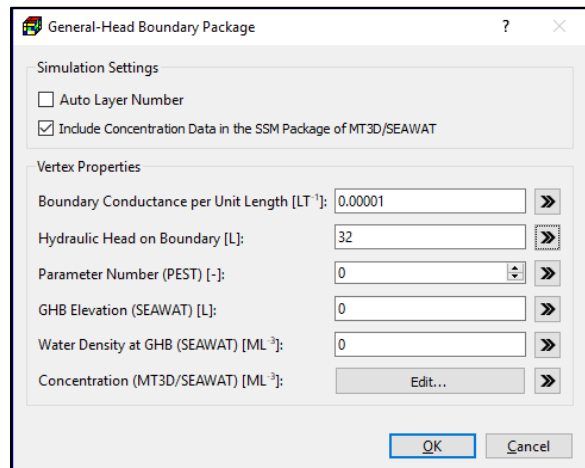 General-Head Boundary Package
?
Simulation Settings
Auto Layer Number
Include Concentration Data in the SSM Package of MT3D/SEAWAT
Vertex Properties
Boundary Conductance per Unit Length [LT⁻¹]: 0.00001
Hydraulic Head on Boundary [L]: 32
Parameter Number (PEST) [-]: 0
GHB Elevation (SEAWAT) [L]: 0
Water Density at GHB (SEAWAT) [ML⁻³]: 0
Concentration (MT3D/SEAWAT) [ML⁻³]: Edit...
OK Cancel